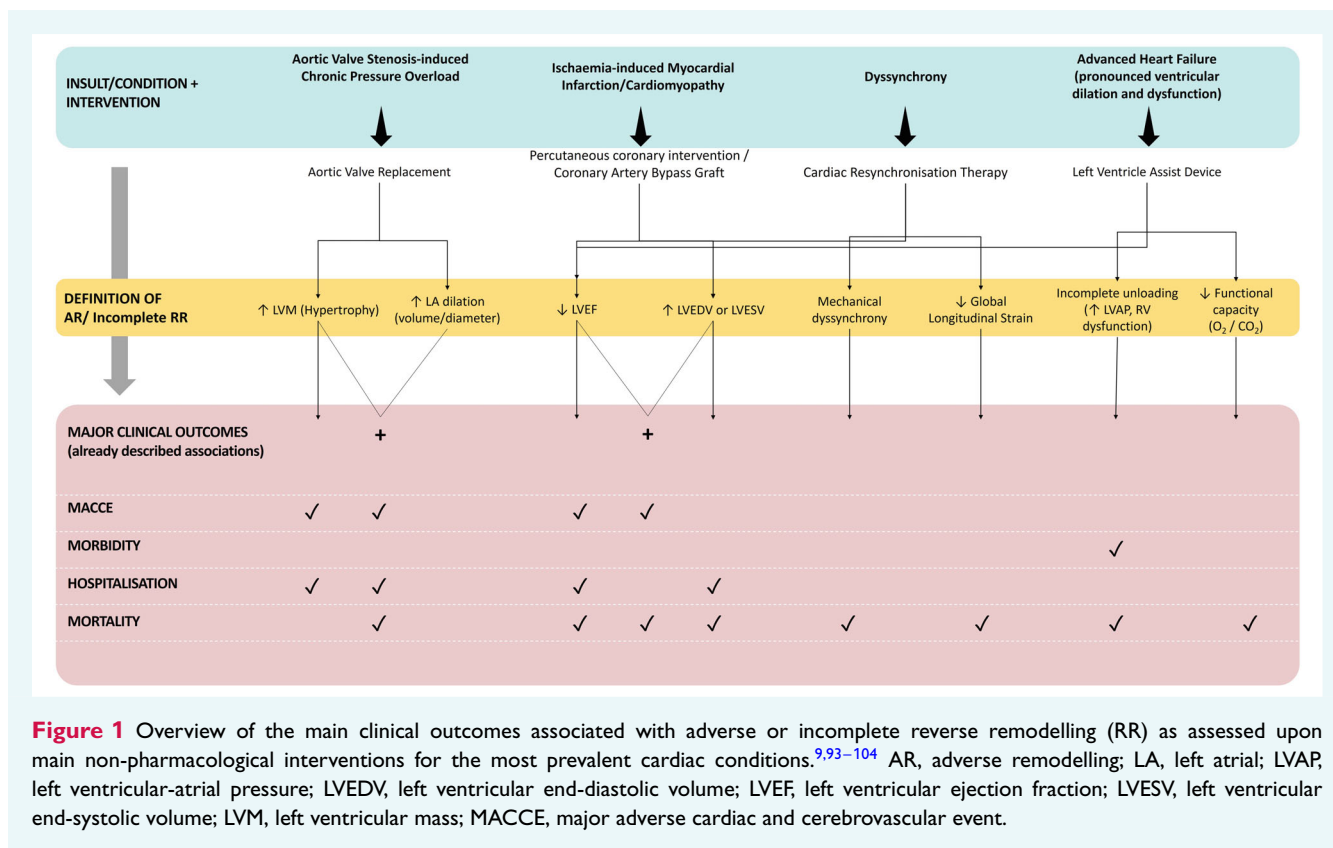 INSULT/CONDITION +
INTERVENTION
Aortic Valve Stenosis-induced
Chronic Pressure Overload
Ischaemia-induced Myocardial
Infarction/Cardiomyopathy
Dyssynchrony
Advanced Heart Failure
(pronounced ventricular
dilation and dysfunction)
Aortic Valve Replacement
Percutaneous coronary intervention /
Coronary Artery Bypass Graft
Cardiac Resynchronisation Therapy
Left Ventricle Assist Device
DEFINITION OF
AR/ Incomplete RR
↑ LVM (Hypertrophy)
↑ LA dilation
(volume/diameter)
↓ LVEF
↑ LVEDV or LVESV
Mechanical
dyssynchrony
↓ Global
Longitudinal Strain
Incomplete unloading
(↑ LVAP, RV
dysfunction)
↓ Functional
capacity
(O₂ / CO₂)
MAJOR CLINICAL OUTCOMES
(already described associations)
+ +
MACCE ✓ ✓ ✓ ✓
MORBIDITY ✓
HOSPITALISATION ✓ ✓ ✓ ✓
MORTALITY ✓ ✓ ✓ ✓ ✓ ✓ ✓ ✓
Figure 1 Overview of the main clinical outcomes associated with adverse or incomplete reverse remodelling (RR) as assessed upon
main non-pharmacological interventions for the most prevalent cardiac conditions.9,93–104 AR, adverse remodelling; LA, left atrial; LVAP,
left ventricular-atrial pressure; LVEDV, left ventricular end-diastolic volume; LVEF, left ventricular ejection fraction; LVESV, left ventricular
end-systolic volume; LVM, left ventricular mass; MACCE, major adverse cardiac and cerebrovascular event.